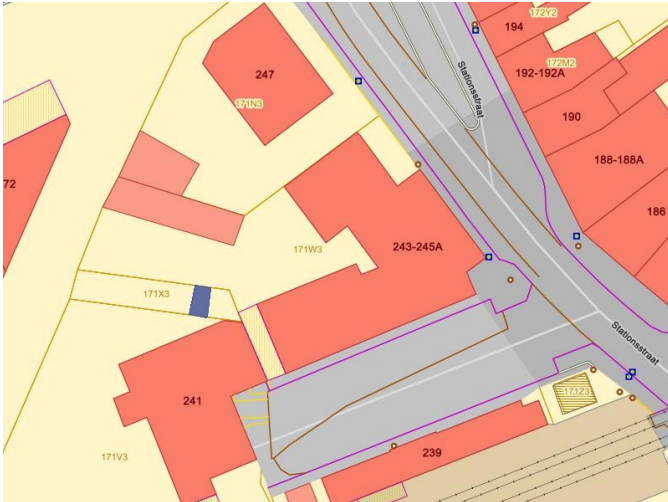 194
172Y2
192-192A
172M2
247
171N3
Stationsstraat
190
188-188A
72
186
243-245A
171W3
171X3
Stationsstraat
241
171Z3
239
171V3